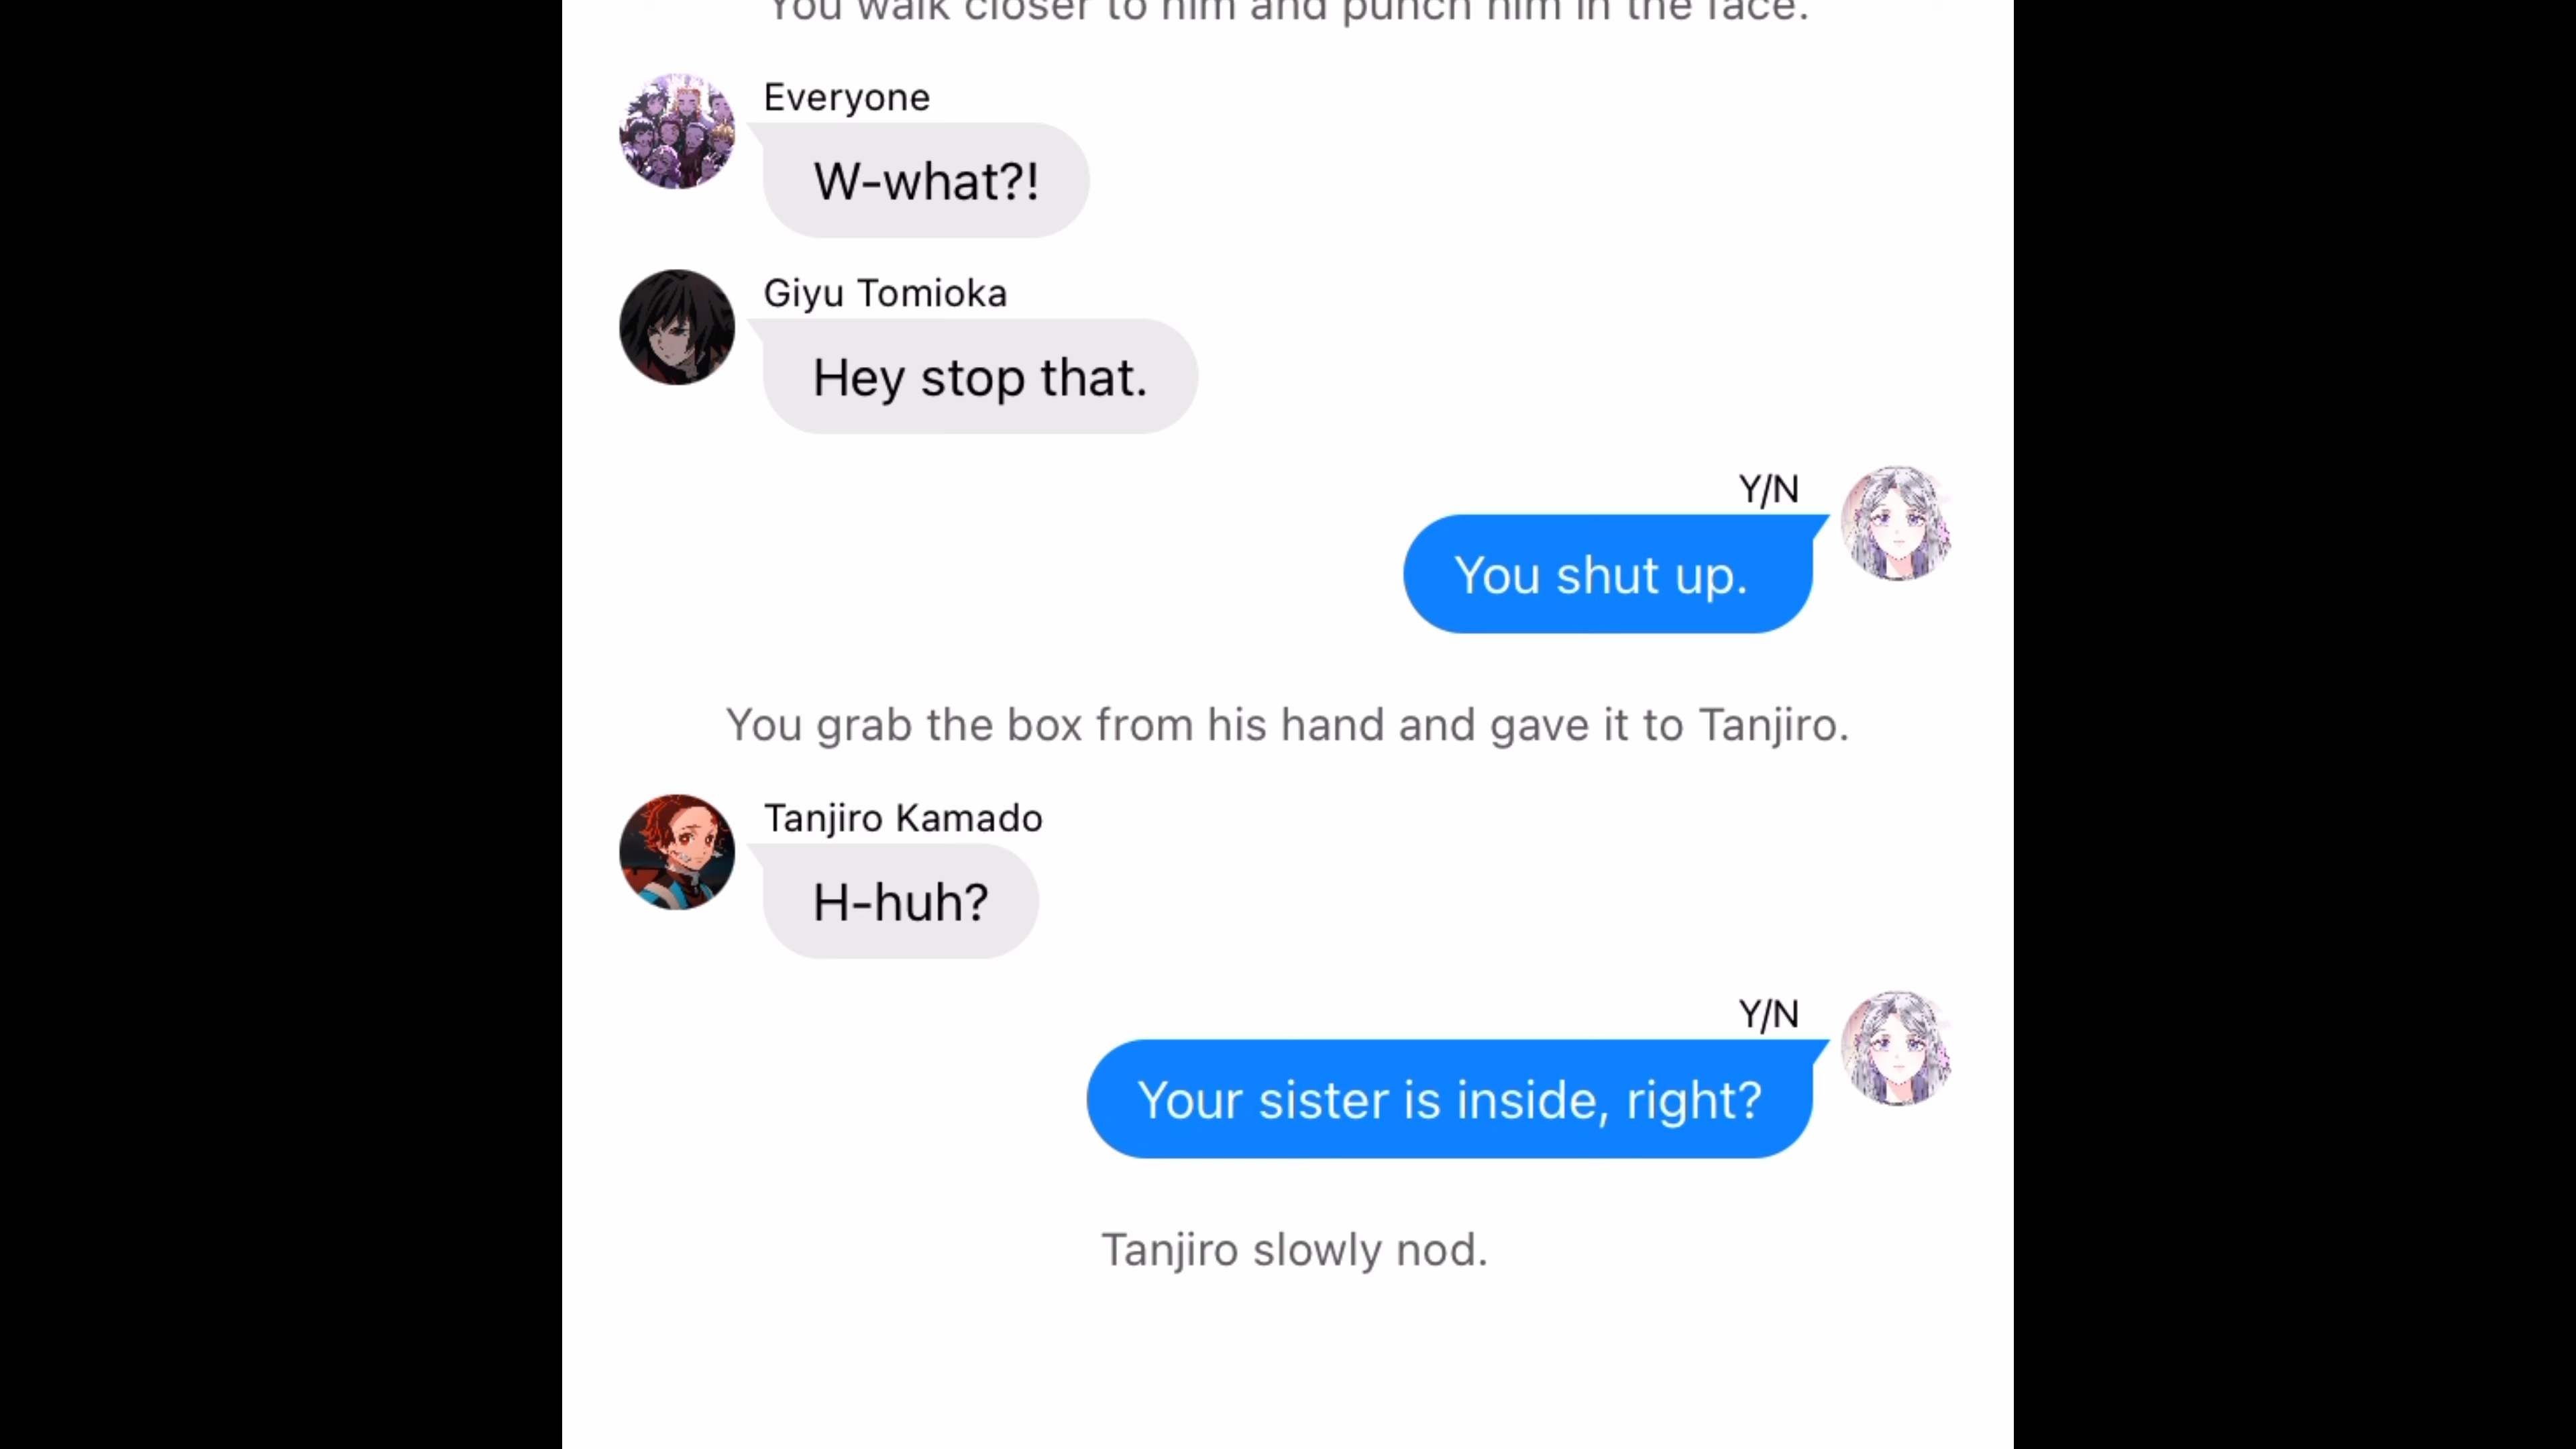 You walk closer to him and punch him in the face.
Everyone
W-what?!
Giyu Tomioka
Hey stop that.
Y/N
You shut up.
You grab the box from his hand and gave it to Tanjiro.
Tanjiro Kamado
H-huh?
Y/N
Your sister is inside, right?
Tanjiro slowly nod.